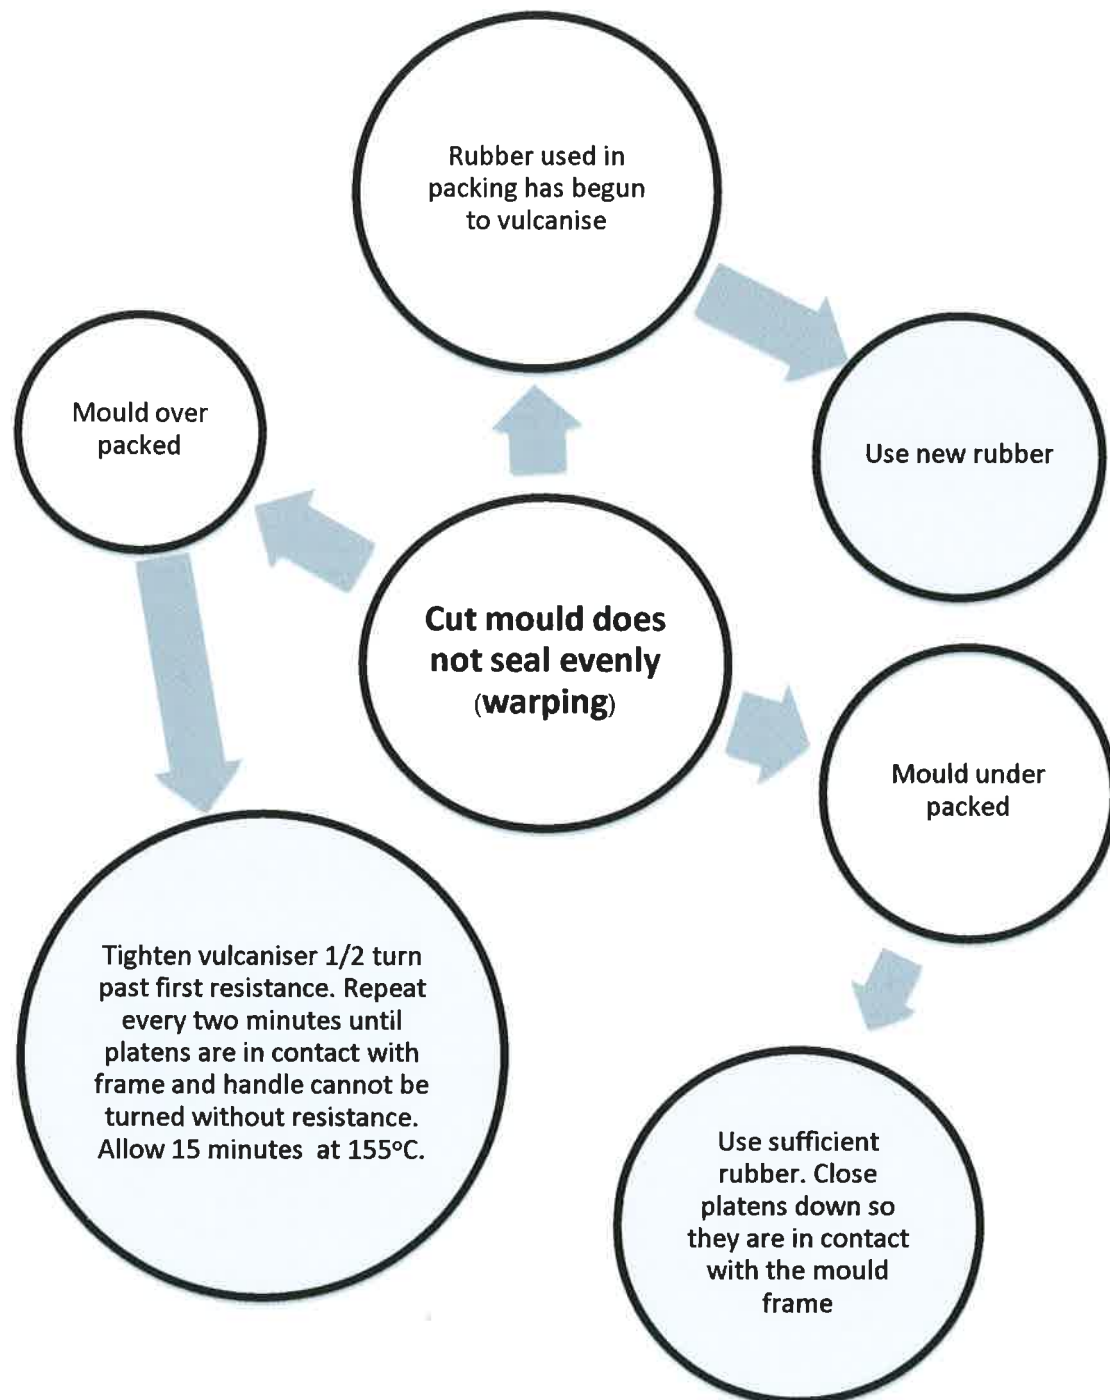 Rubber used in
packing has begun
to vulcanise
Mould over
packed
Use new rubber
Cut mould does
not seal evenly
(warping)
Mould under
packed
Tighten vulcaniser 1/2 turn
past first resistance. Repeat
every two minutes until
platens are in contact with
frame and handle cannot be
turned without resistance.
Allow 15 minutes  at 155ºC.
Use sufficient
rubber. Close
platens down so
they are in contact
with the mould
frame